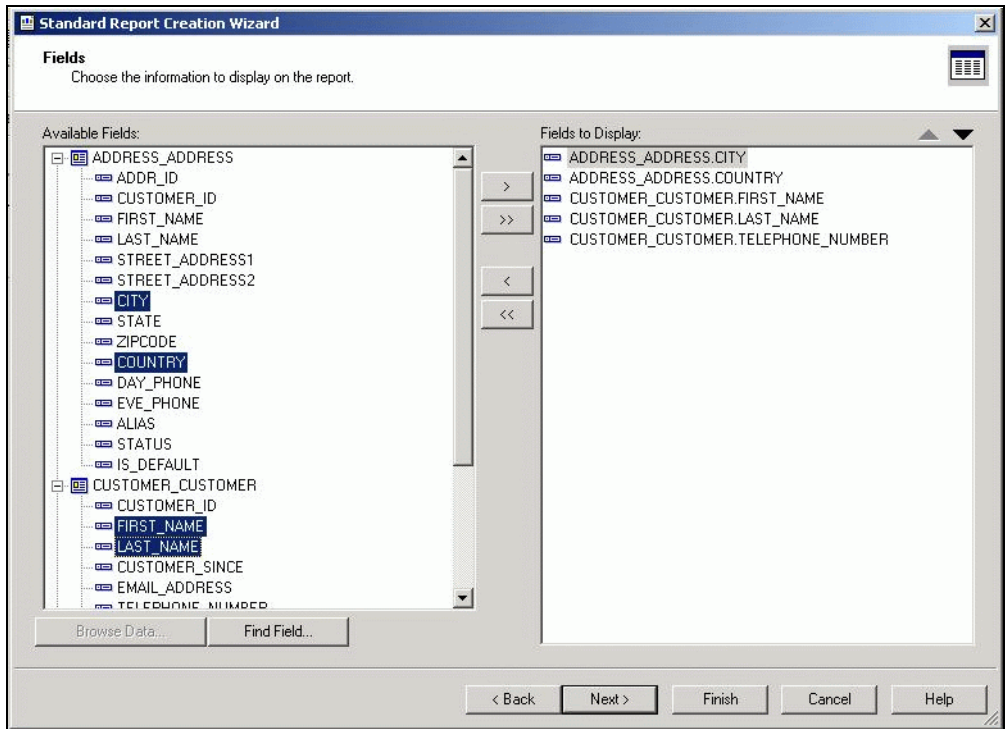 Standard Report Creation Wizard
Fields
Choose the information to display on the report.
Available Fields:
ADDRESS_ADDRESS
ADDR_ID
CUSTOMER_ID
FIRST_NAME
LAST_NAME
STREET_ADDRESS1
STREET_ADDRESS2
CITY
STATE
ZIPCODE
COUNTRY
DAY_PHONE
EVE_PHONE
ALIAS
STATUS
IS_DEFAULT
CUSTOMER_CUSTOMER
CUSTOMER_ID
FIRST_NAME
LAST_NAME
CUSTOMER_SINCE
EMAIL_ADDRESS
TELEPHONE_NUMBER
Browse Data...
Find Field...
>
>>
<
<<
Fields to Display:
ADDRESS_ADDRESS.CITY
ADDRESS_ADDRESS.COUNTRY
CUSTOMER_CUSTOMER.FIRST_NAME
CUSTOMER_CUSTOMER.LAST_NAME
CUSTOMER_CUSTOMER.TELEPHONE_NUMBER
< Back
Next >
Finish
Cancel
Help